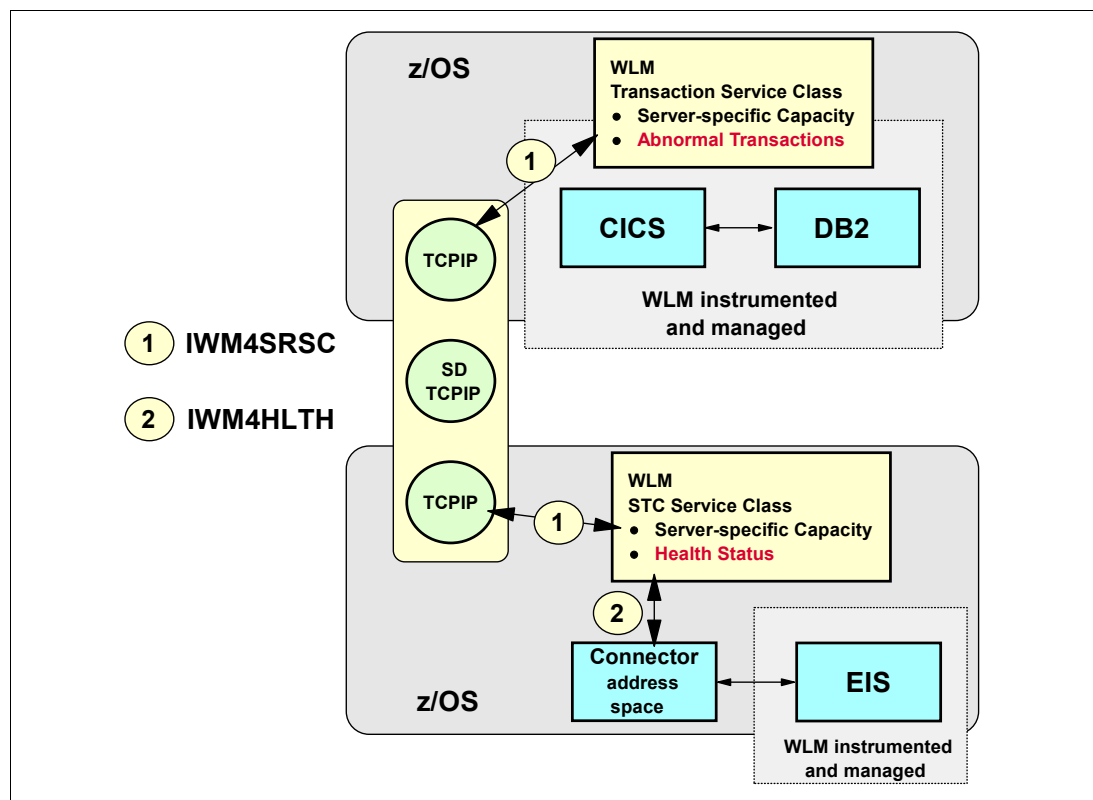 z/OS
WLM
Transaction Service Class
● Server-specific Capacity
● Abnormal Transactions
1
TCPIP
CICS
DB2
WLM instrumented
and managed
1 IWM4SRSC
SD
TCPIP
2 IWM4HLTH
TCPIP
1
WLM
STC Service Class
● Server-specific Capacity
● Health Status
2
Connector
address
space
EIS
z/OS
WLM instrumented
and managed